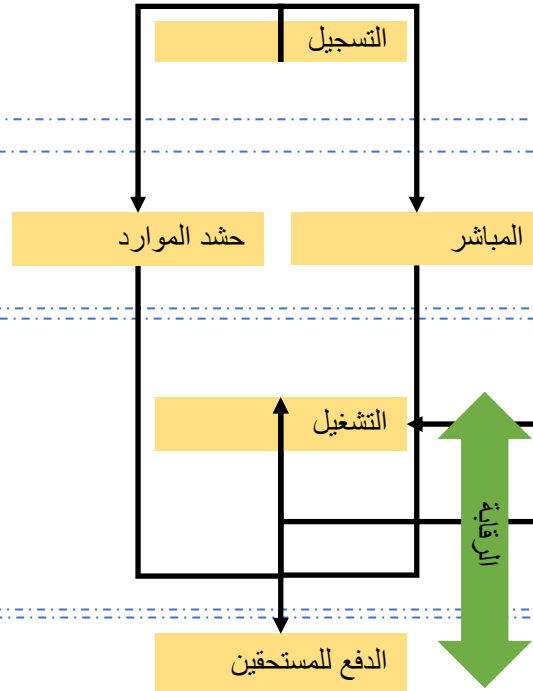 التسجيل
المباشر
حشد الموارد
التشغيل
الرقابة
الدفع للمستحقين